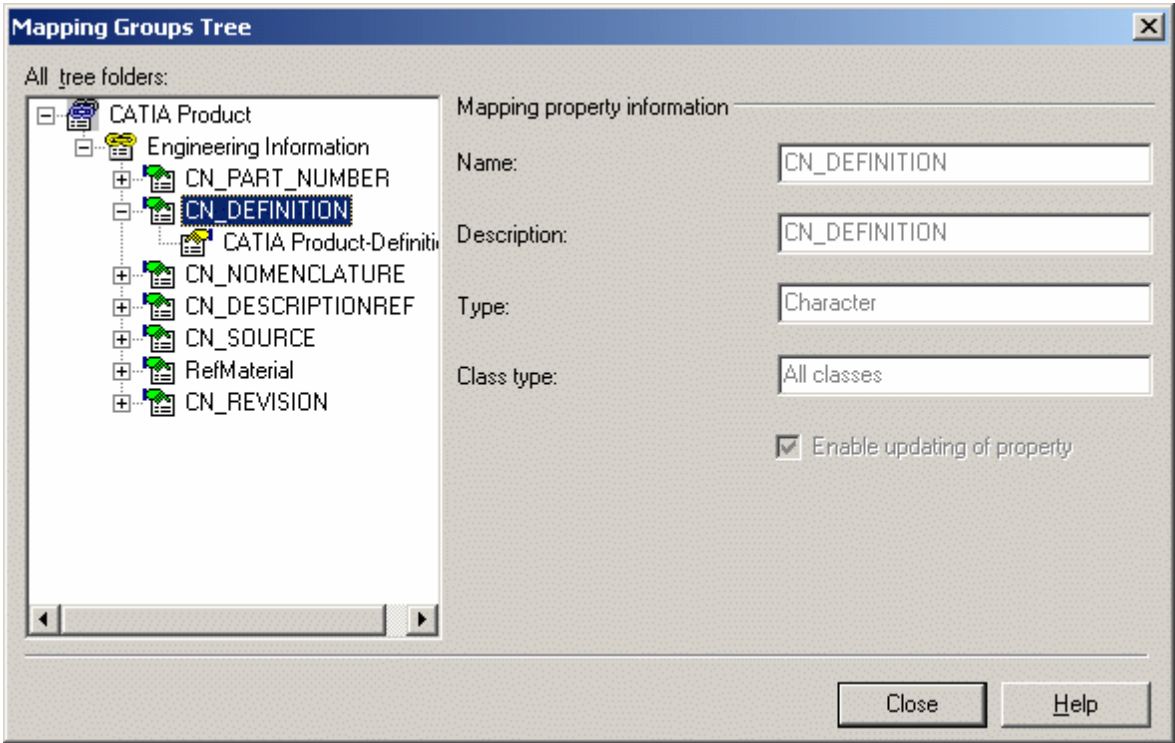 Mapping Groups Tree
All tree folders:
CATIA Product
Engineering Information
CN_PART_NUMBER
CN_DEFINITION
CATIA Product-Definiti
CN_NOMENCLATURE
CN_DESCRIPTIONREF
CN_SOURCE
RefMaterial
CN_REVISION
Mapping property information
Name:
CN_DEFINITION
Description:
CN_DEFINITION
Type:
Character
Class type:
All classes
Enable updating of property
Close
Help